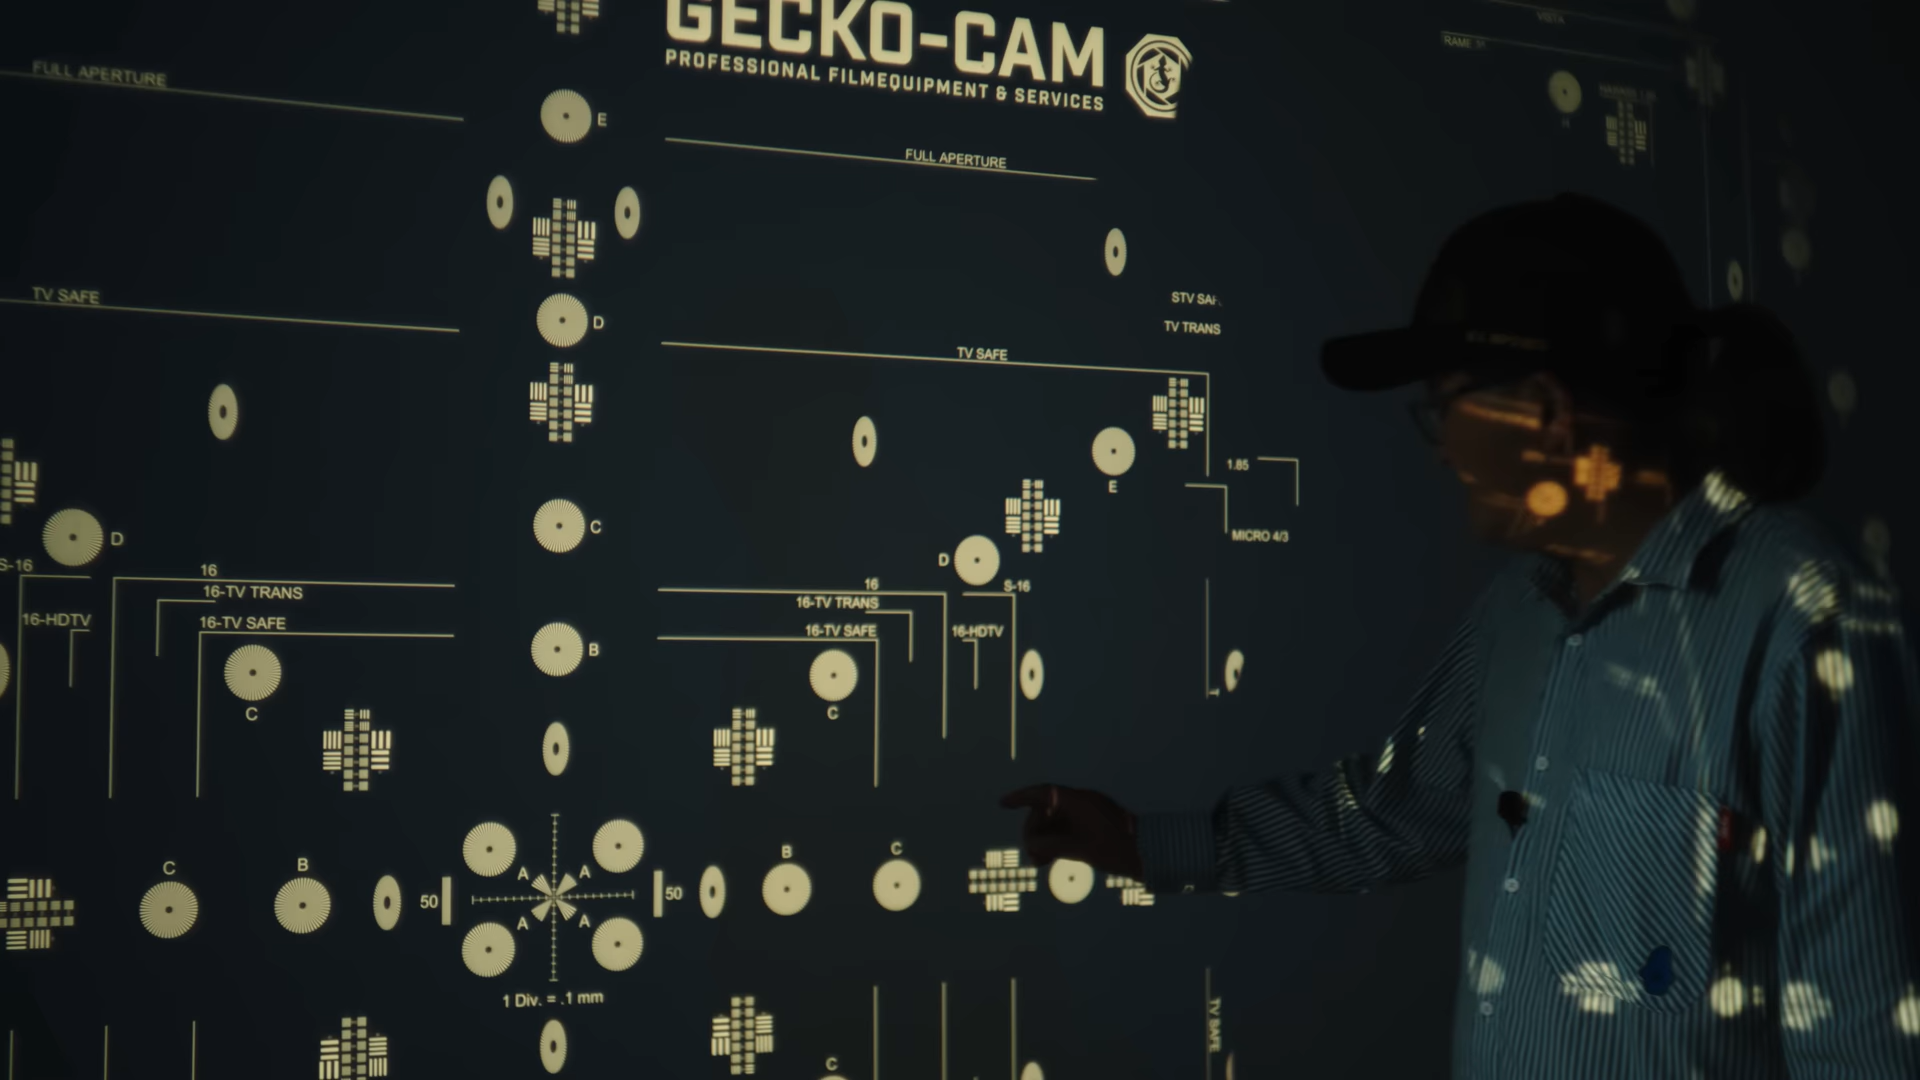 GECKO-CAM
PROFESSIONAL FILMEQUIPMENT & SERVICES
FULL APERTURE
E
FULL APERTURE
TV SAFE
D
TV TRANS
TV SAFE
1.85
E
C
MICRO 4/3
D
D
S-16
16
16
S-16
16-TV TRANS
16-TV TRANS
16-HDTV
16-TV SAFE
16-TV SAFE
16-HDTV
B
C
C
C
B
B
C
50
A
A
50
A
A
1 Div. = .1 mm
TV SAFE
C